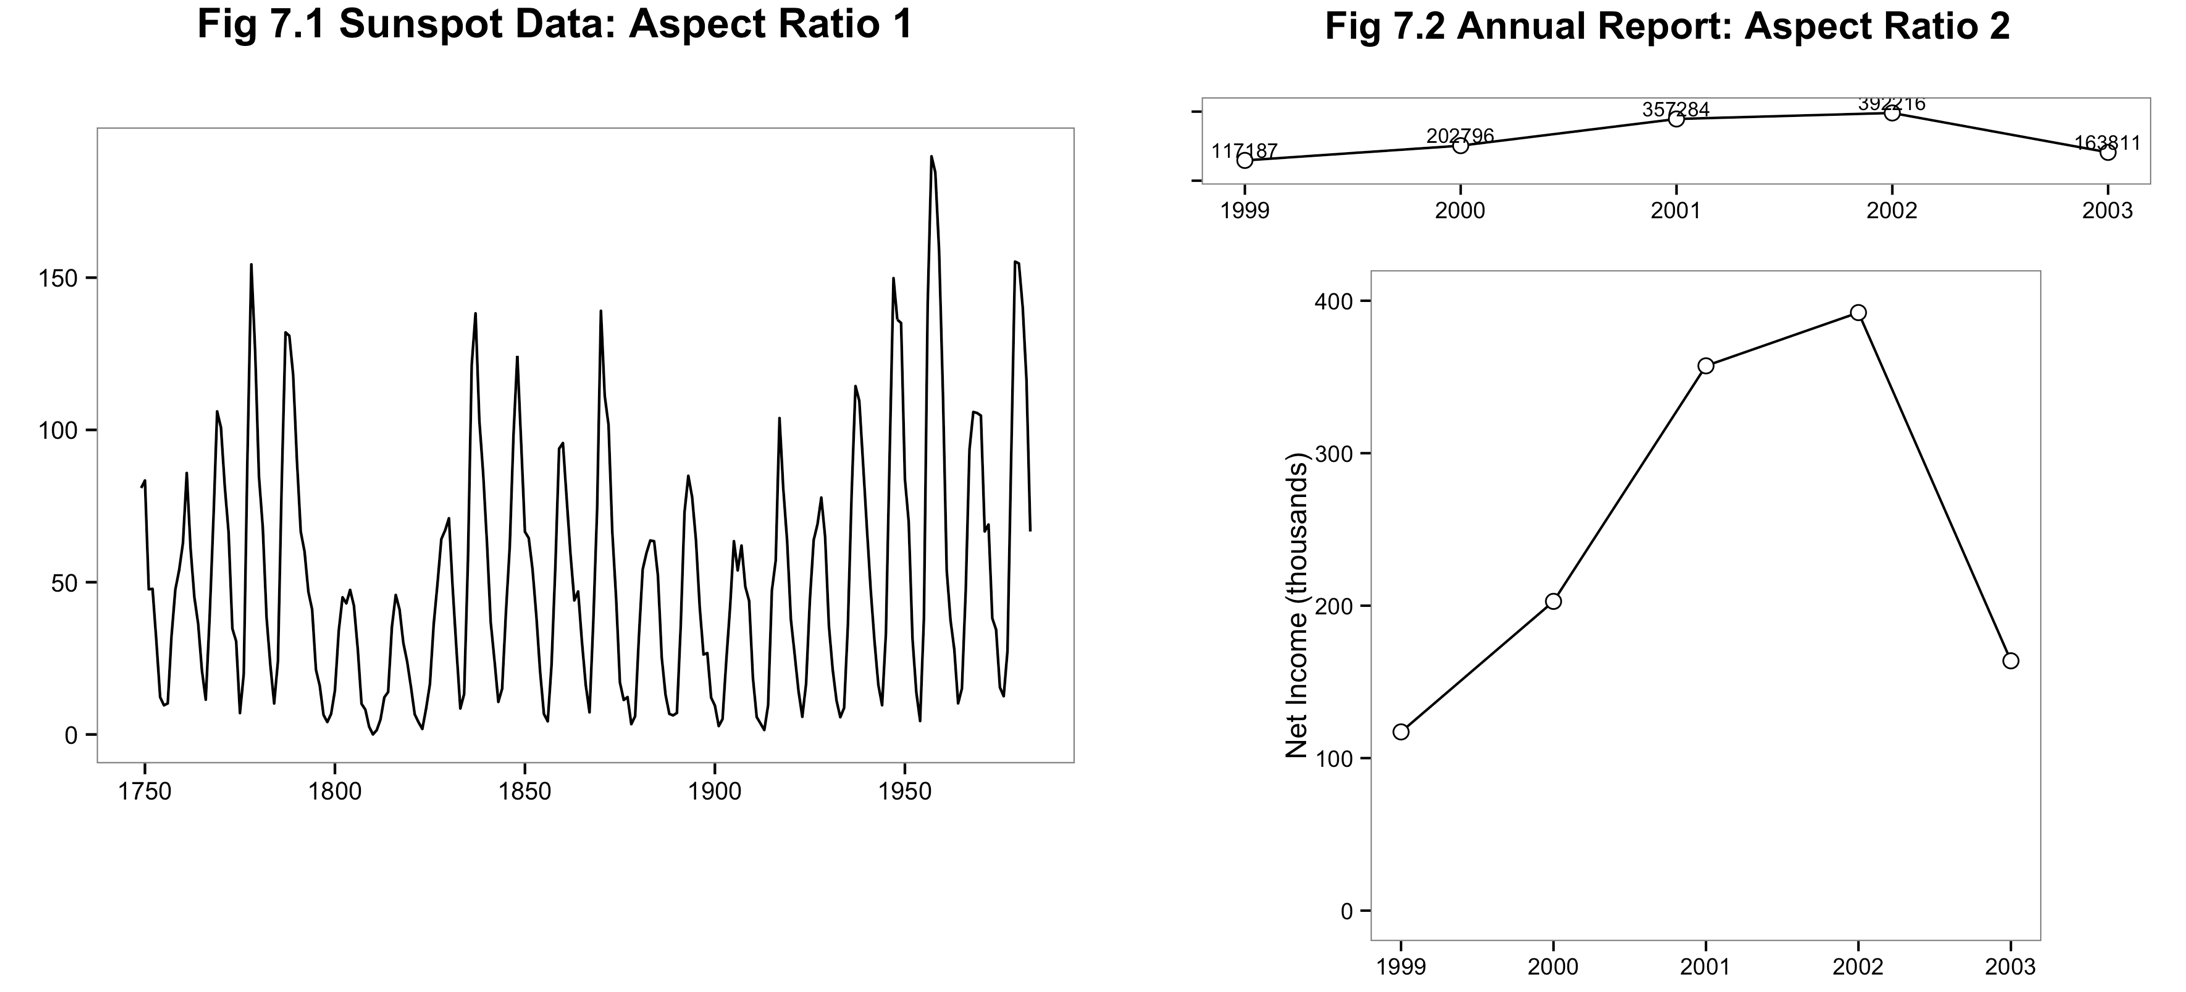 Fig 7.1 Sunspot Data: Aspect Ratio 1
150
100
50
0
1750 1800 1850 1900 1950
Fig 7.2 Annual Report: Aspect Ratio 2
117187 202796 357284 392216 163811
1999 2000 2001 2002 2003
Net Income (thousands)
400
300
200
100
0
1999 2000 2001 2002 2003